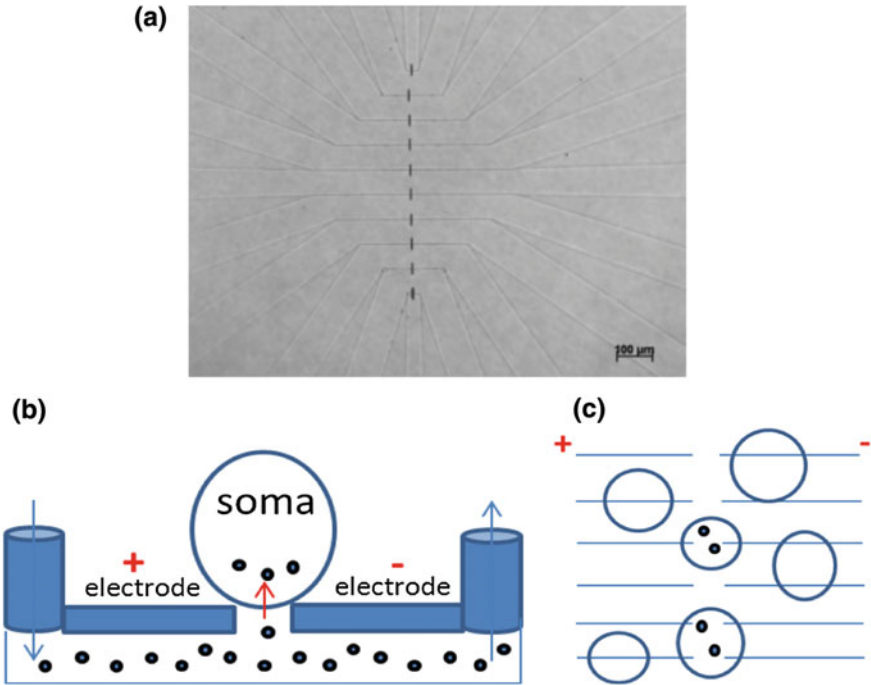 (a)
100 µm
(b)
soma
+
electrode
-
electrode
(c)
+
-